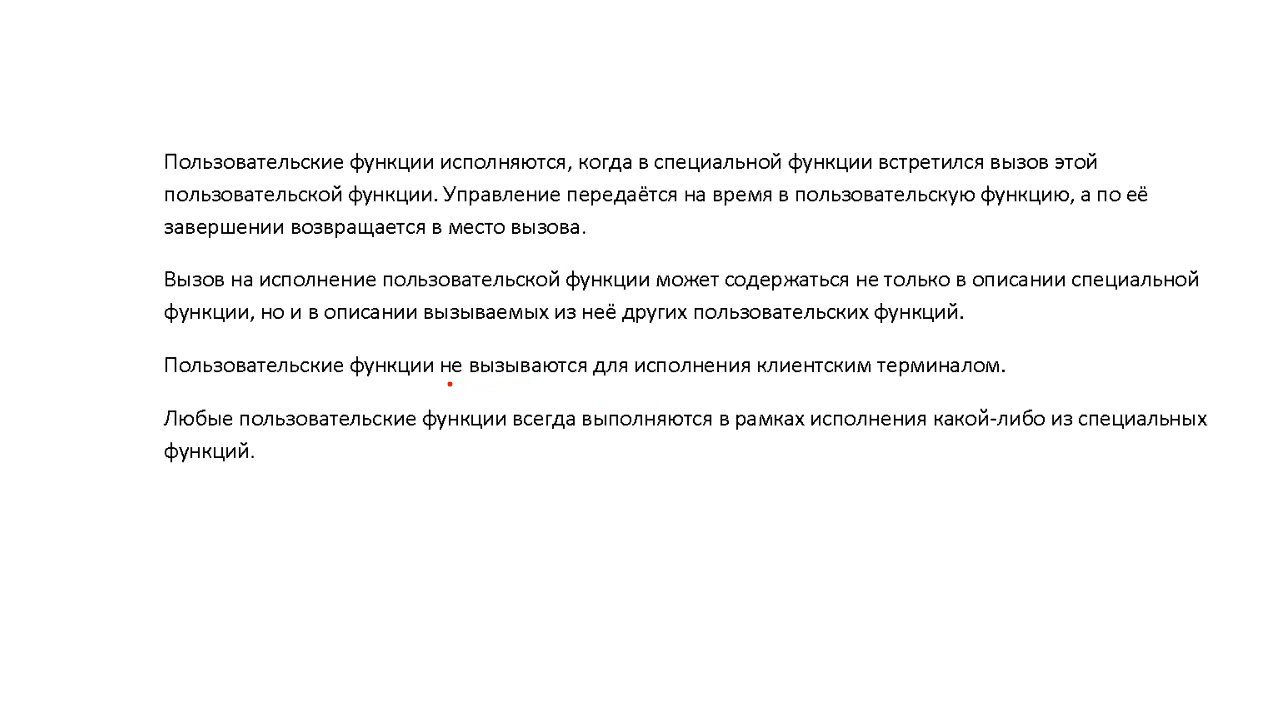 Пользовательские функции исполняются, когда в специальной функции встретился вызов этой
пользовательской функции. Управление передаётся на время в пользовательскую функцию, а по её
завершении возвращается в место вызова.
Вызов на исполнение пользовательской функции может содержаться не только в описании специальной
функции, но и в описании вызываемых из неё других пользовательских функций.
Пользовательские функции не вызываются для исполнения клиентским терминалом.
Любые пользовательские функции всегда выполняются в рамках исполнения какой-либо из специальных
функций.